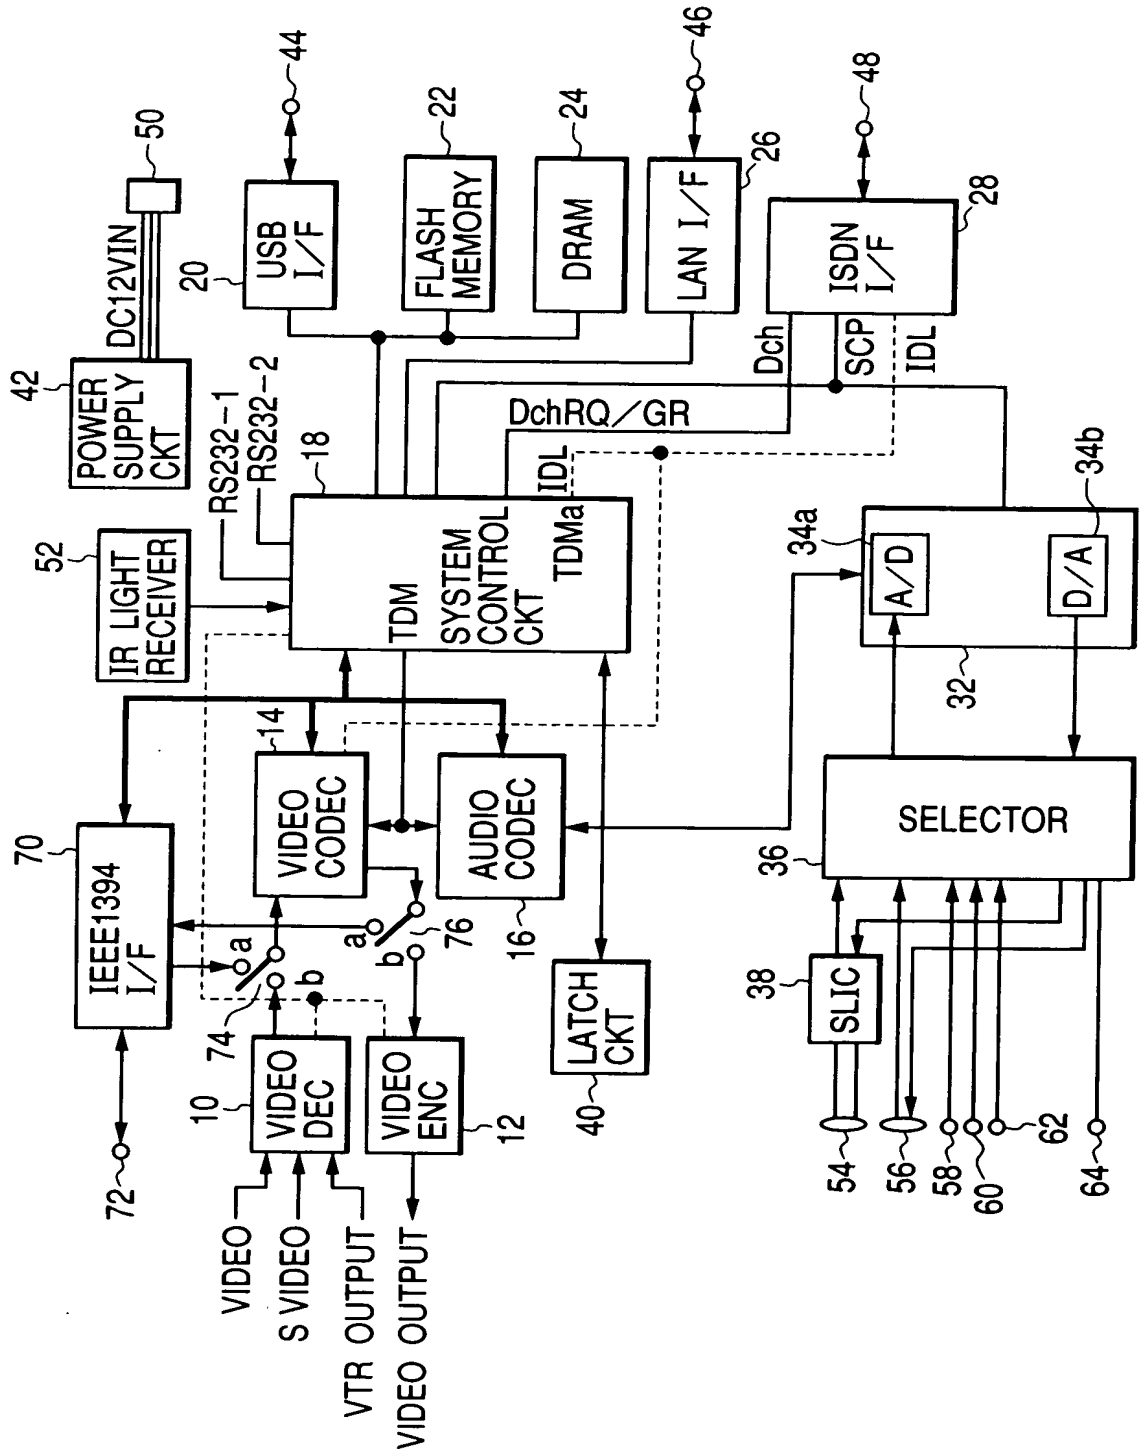 72
70
IEEE1394
I/F
VIDEO
S VIDEO
VTR OUTPUT
VIDEO OUTPUT
10
VIDEO
DEC
VIDEO
ENC
12
74
a
b
a
b
76
14
VIDEO
CODEC
AUDIO
CODEC
16
LATCH
CKT
40
52
IR LIGHT
RECEIVER
42
POWER
SUPPLY
CKT
DC12VIN
50
RS232-1
RS232-2
18
TDM
SYSTEM
CONTROL
CKT
TDMa
IDL
DchRQ/GR
20
USB
I/F
44
FLASH
MEMORY
22
DRAM
24
LAN I/F
26
46
Dch
SCP
IDL
ISDN
I/F
28
48
34a
A/D
34b
D/A
32
36
SELECTOR
38
SLIC
54
56
58
60
62
64